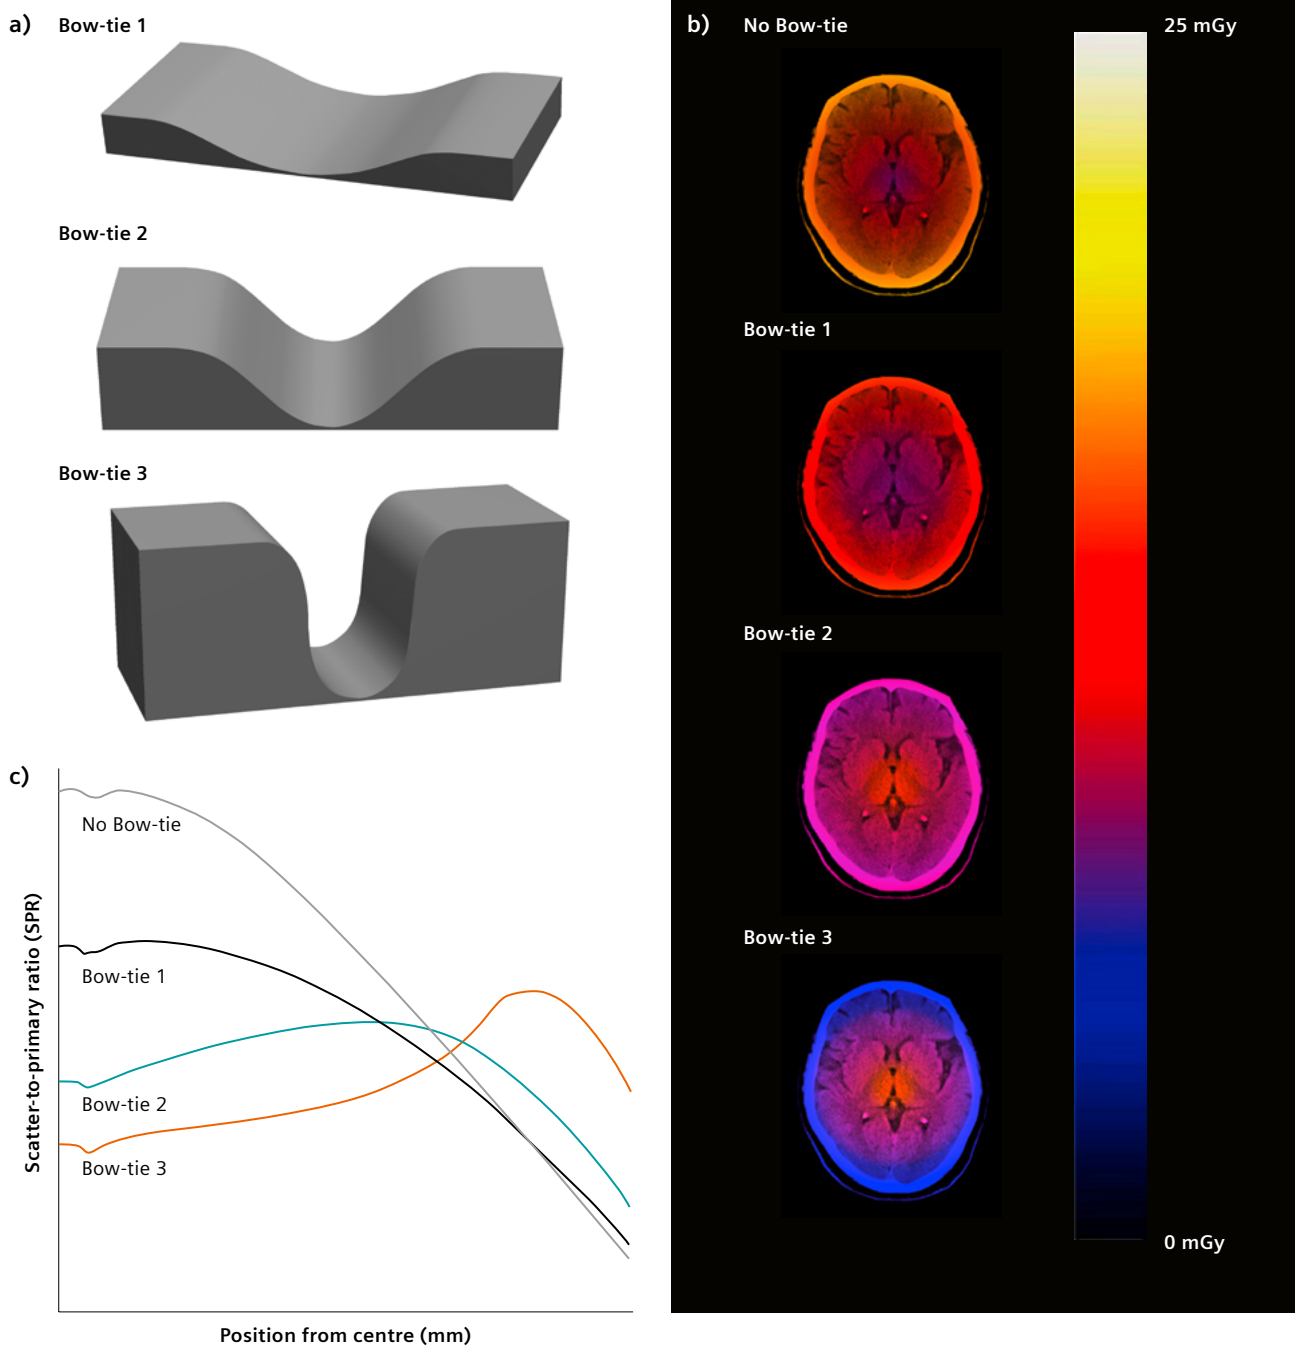 a)
Bow-tie 1
Bow-tie 2
Bow-tie 3
b)
No Bow-tie
25 mGy
Bow-tie 1
Bow-tie 2
Bow-tie 3
0 mGy
c)
Scatter-to-primary ratio (SPR)
No Bow-tie
Bow-tie 1
Bow-tie 2
Bow-tie 3
Position from centre (mm)